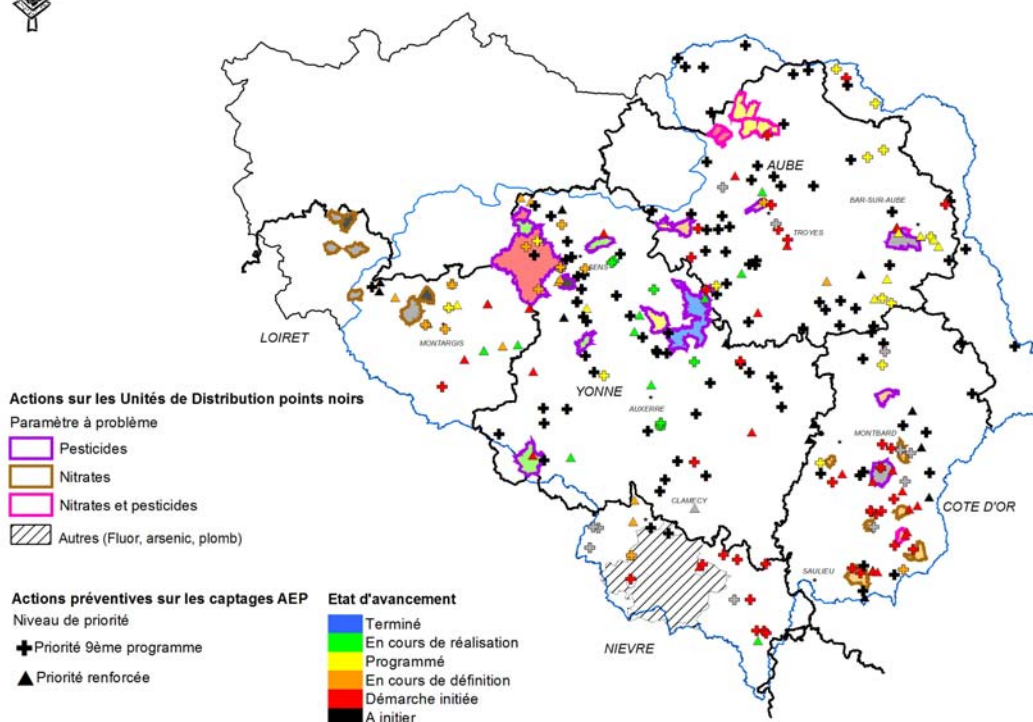 AUBE
BAR-SUR-AUBE
TROYES
SENS
LOIRET
MONTARGIS
YONNE
AUXERRE
MONTBARD
CLAMECY
COTE D'OR
SAULIEU
NIEVRE
Actions sur les Unités de Distribution points noirs
Paramètre à problème
Pesticides
Nitrates
Nitrates et pesticides
Autres (Fluor, arsenic, plomb)
Actions préventives sur les captages AEP
Niveau de priorité
Priorité 9ème programme
Priorité renforcée
Etat d'avancement
Terminé
En cours de réalisation
Programmé
En cours de définition
Démarche initiée
A initier